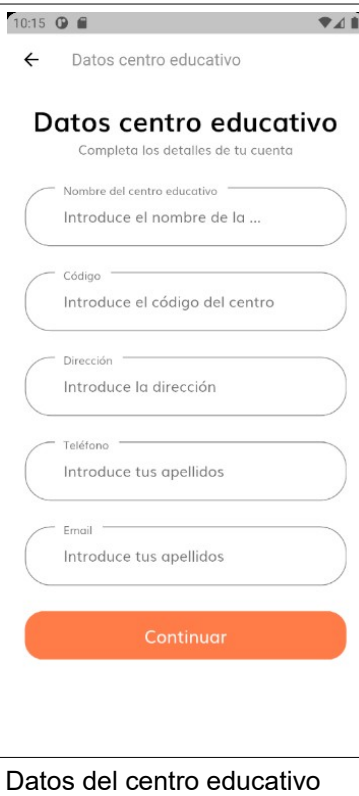 10:15
Datos centro educativo
Datos centro educativo
Completa los detalles de tu cuenta
Nombre del centro educativo
Introduce el nombre de la ...
Código
Introduce el código del centro
Dirección
Introduce la dirección
Teléfono
Introduce tus apellidos
Email
Introduce tus apellidos
Continuar
Datos del centro educativo